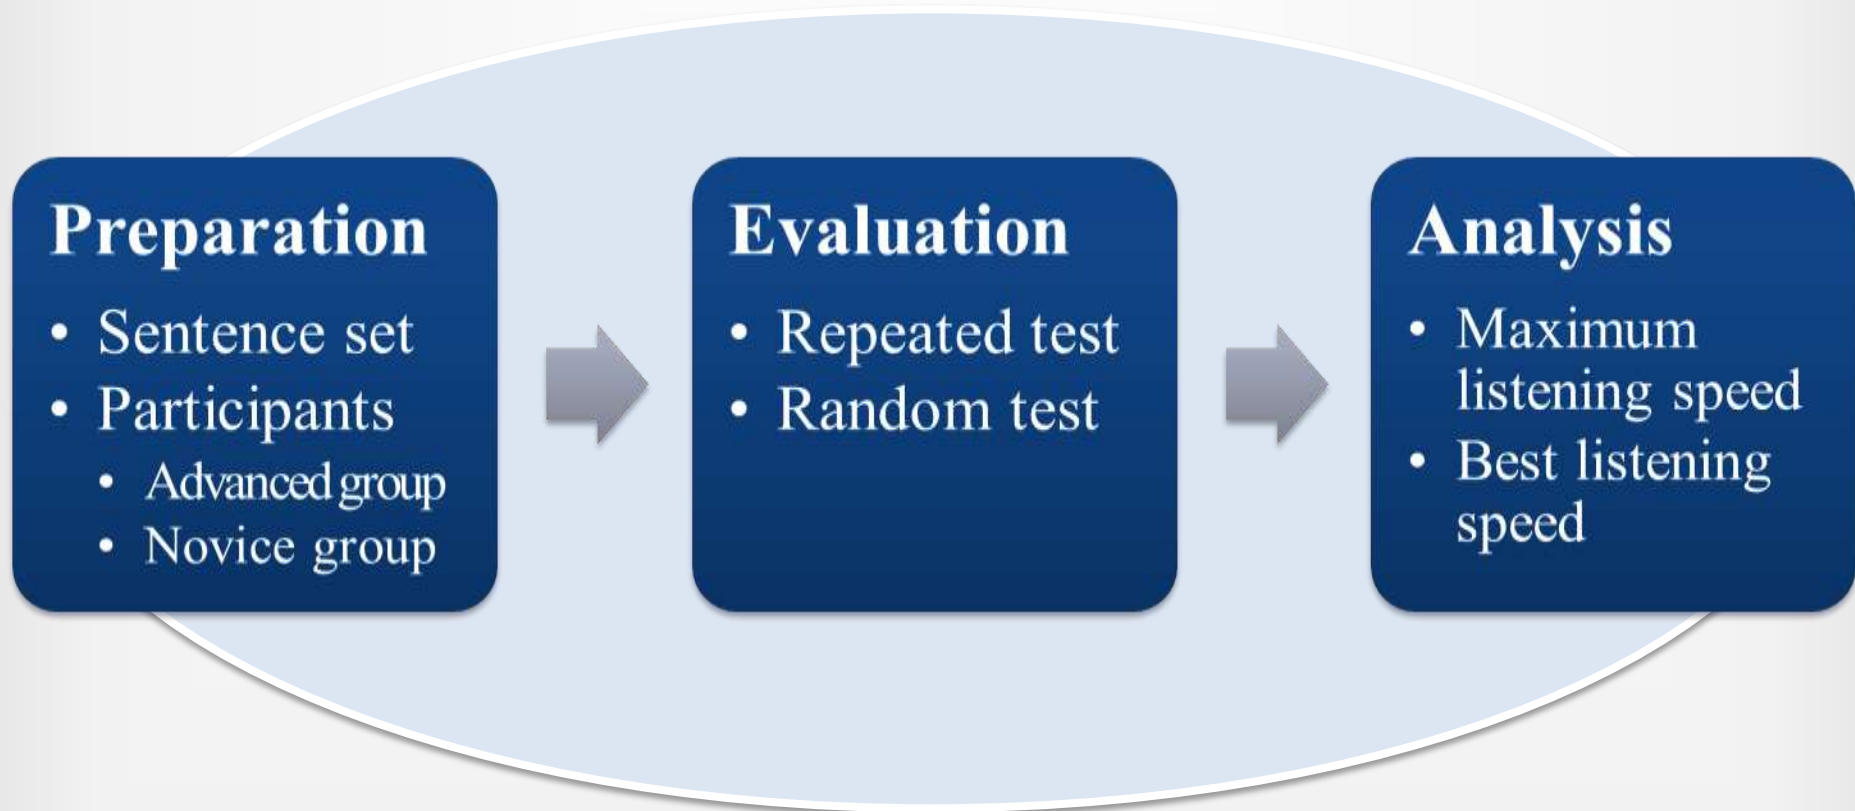 Preparation
• Sentence set
• Participants
• Advanced group
• Novice group
Evaluation
• Repeated test
• Random test
Analysis
• Maximum
listening speed
• Best listening
speed